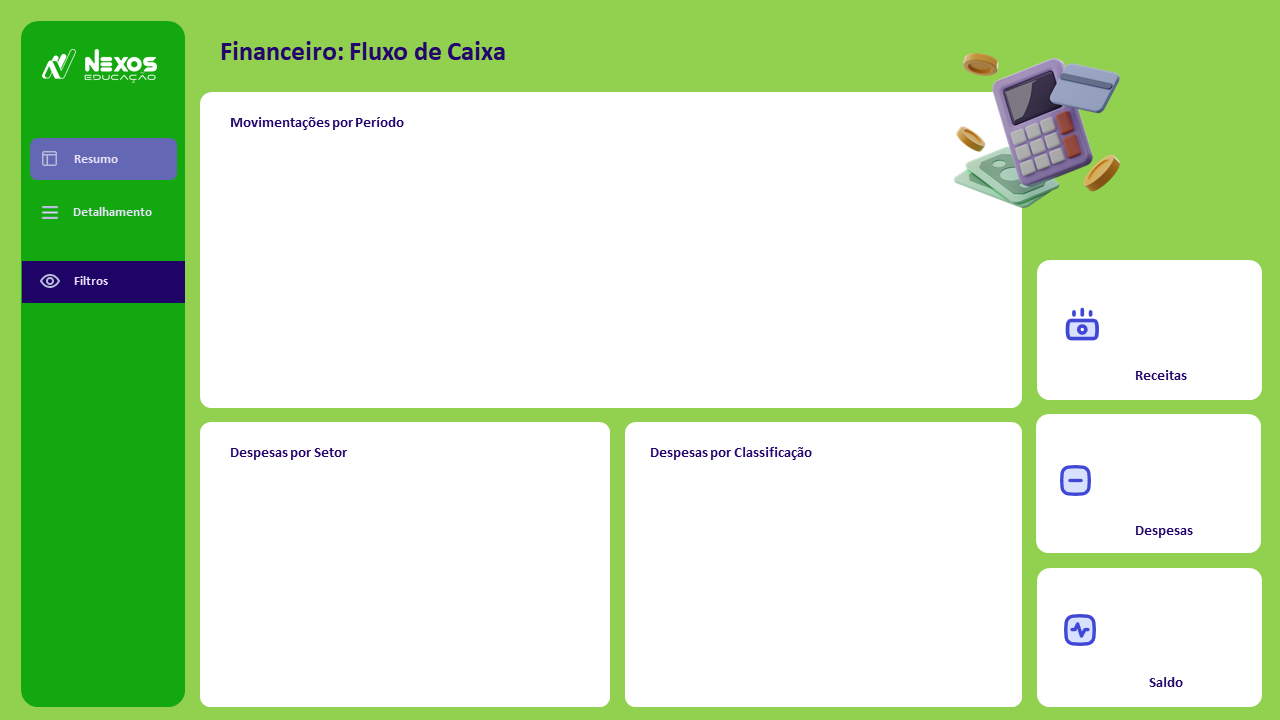 NEXOS
EDUCAÇÃO
Resumo
Detalhamento
Filtros
Financeiro: Fluxo de Caixa
Movimentações por Período
Despesas por Setor
Despesas por Classificação
Receitas
Despesas
Saldo